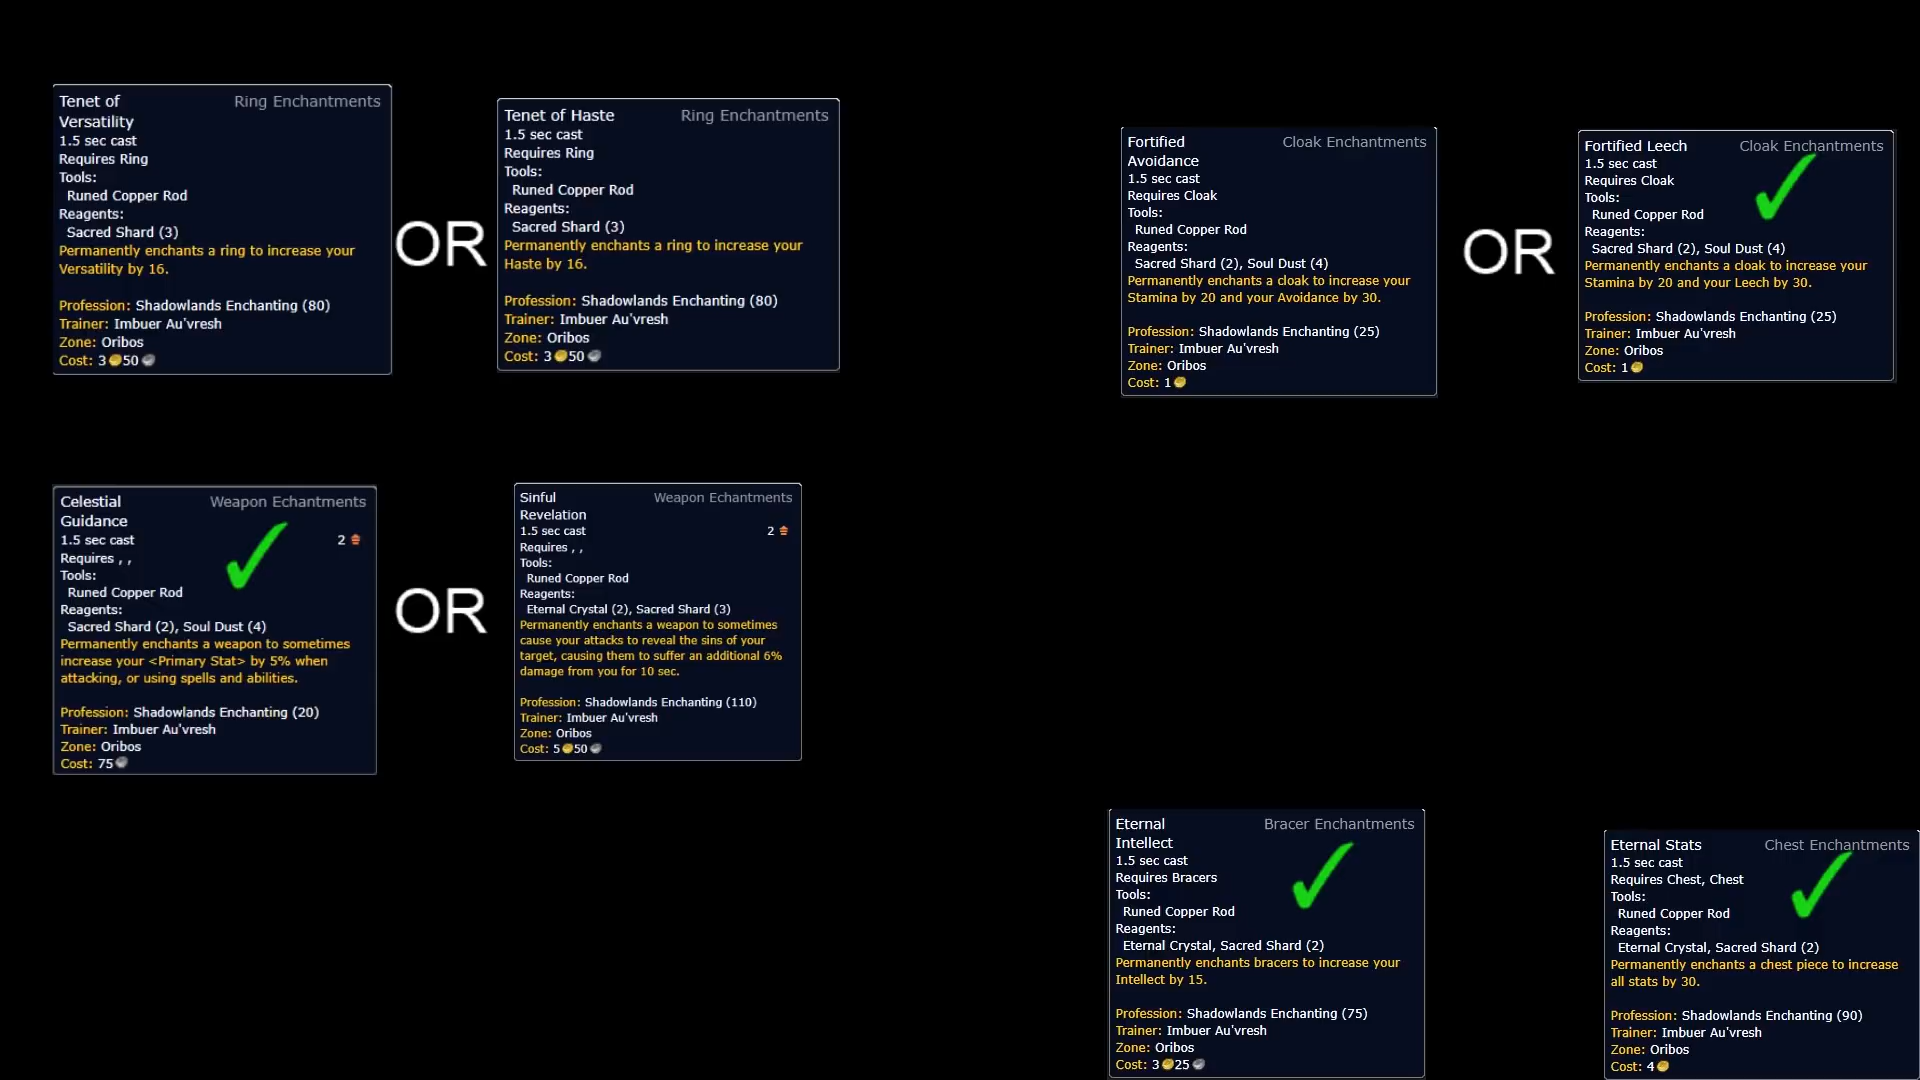 Tenet of Versatility
Ring Enchantments
1.5 sec cast
Requires Ring
Tools:
Runed Copper Rod
Reagents:
Sacred Shard (3)
Permanently enchants a ring to increase your
Versatility by 16.
Profession: Shadowlands Enchanting (80)
Trainer: Imbuer Au'vresh
Zone: Oribos
Cost: 3 50
OR
Tenet of Haste
Ring Enchantments
1.5 sec cast
Requires Ring
Tools:
Runed Copper Rod
Reagents:
Sacred Shard (3)
Permanently enchants a ring to increase your
Haste by 16.
Profession: Shadowlands Enchanting (80)
Trainer: Imbuer Au'vresh
Zone: Oribos
Cost: 3 50
Fortified
Avoidance
Cloak Enchantments
1.5 sec cast
Requires Cloak
Tools:
Runed Copper Rod
Reagents:
Sacred Shard (2), Soul Dust (4)
Permanently enchants a cloak to increase your
Stamina by 20 and your Avoidance by 30.
Profession: Shadowlands Enchanting (25)
Trainer: Imbuer Au'vresh
Zone: Oribos
Cost: 1
OR
Fortified Leech
Cloak Enchantments
1.5 sec cast
Requires Cloak
Tools:
Runed Copper Rod
Reagents:
Sacred Shard (2), Soul Dust (4)
Permanently enchants a cloak to increase your
Stamina by 20 and your Leech by 30.
Profession: Shadowlands Enchanting (25)
Trainer: Imbuer Au'vresh
Zone: Oribos
Cost: 1
Celestial
Guidance
Weapon Echantments
1.5 sec cast
2
Requires , ,
Tools:
Runed Copper Rod
Reagents:
Sacred Shard (2), Soul Dust (4)
Permanently enchants a weapon to sometimes
increase your <Primary Stat> by 5% when
attacking, or using spells and abilities.
Profession: Shadowlands Enchanting (20)
Trainer: Imbuer Au'vresh
Zone: Oribos
Cost: 75
OR
Sinful
Revelation
Weapon Echantments
1.5 sec cast
2
Requires , ,
Tools:
Runed Copper Rod
Reagents:
Eternal Crystal (2), Sacred Shard (3)
Permanently enchants a weapon to sometimes
cause your attacks to reveal the sins of your
target, causing them to suffer an additional 6%
damage from you for 10 sec.
Profession: Shadowlands Enchanting (110)
Trainer: Imbuer Au'vresh
Zone: Oribos
Cost: 5 50
Eternal
Intellect
Bracer Enchantments
1.5 sec cast
Requires Bracers
Tools:
Runed Copper Rod
Reagents:
Eternal Crystal, Sacred Shard (2)
Permanently enchants bracers to increase your
Intellect by 15.
Profession: Shadowlands Enchanting (75)
Trainer: Imbuer Au'vresh
Zone: Oribos
Cost: 3 25
Eternal Stats
Chest Enchantments
1.5 sec cast
Requires Chest, Chest
Tools:
Runed Copper Rod
Reagents:
Eternal Crystal, Sacred Shard (2)
Permanently enchants a chest piece to increase
all stats by 30.
Profession: Shadowlands Enchanting (90)
Trainer: Imbuer Au'vresh
Zone: Oribos
Cost: 4